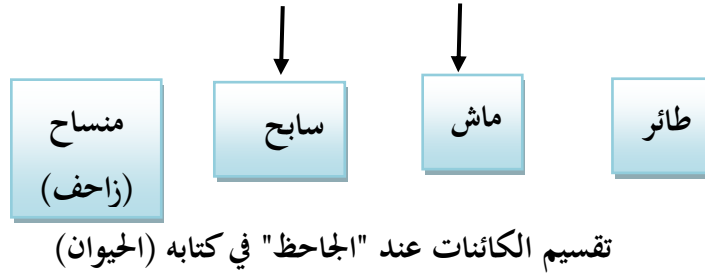 طائر
ماش
سابح
منساح
(زاحف)
تقسيم الكائنات عند "الجاحظ" في كتابه (الحيوان)